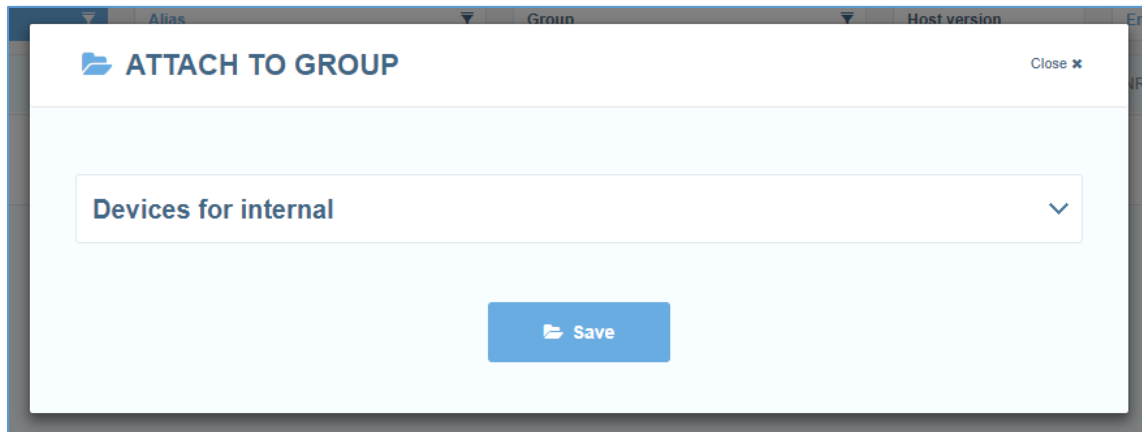 Alias Group Host version
ATTACH TO GROUP
Close ✖
Devices for internal
Save